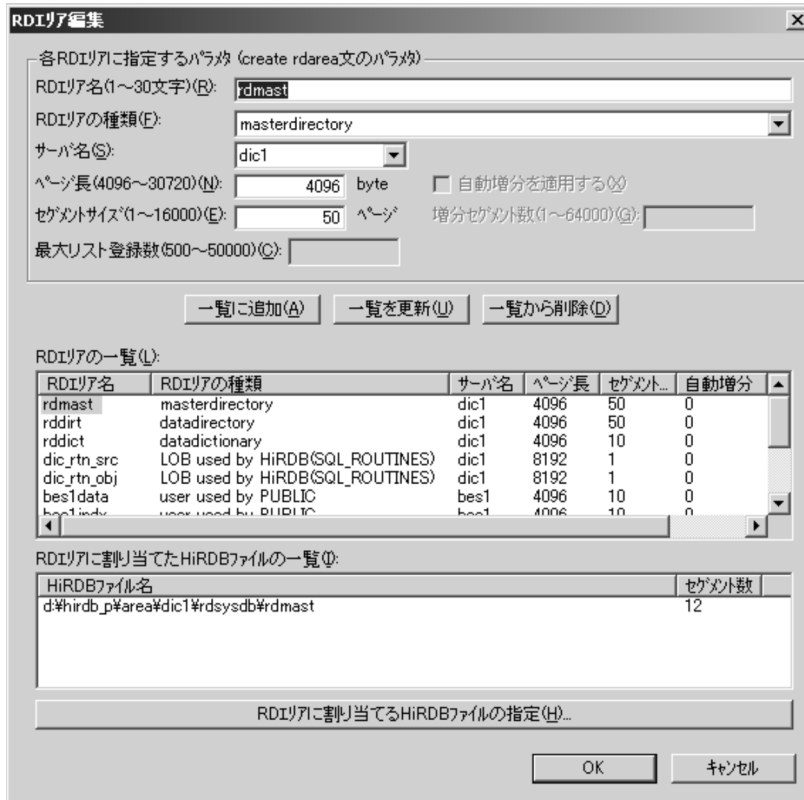 RDエリア編集
各RDエリアに指定するパラメタ (create rdarea文のパラメタ)
RDエリア名(1～30文字)(R): rdmast
RDエリアの種類(F): masterdirectory
サーバ名(S): dic1
ページ長(4096～30720)(N): 4096 byte 自動増分を適用する(X)
セグメントサイズ(1～16000)(E): 50 ページ 増分セグメント数(1～64000)(G):
最大リスト登録数(500～50000)(C):
一覧に追加(A) 一覧を更新(U) 一覧から削除(D)
RDエリアの一覧(L):
RDエリア名 RDエリアの種類 サーバ名 ページ長 セグメント... 自動増分
rdmast masterdirectory dic1 4096 50 0
rddirt datadirectory dic1 4096 50 0
rddict datadictionary dic1 4096 10 0
dic_rtn_src LOB used by HiRDB(SQL_ROUTINES) dic1 8192 1 0
dic_rtn_obj LOB used by HiRDB(SQL_ROUTINES) dic1 8192 1 0
bes1data user used by PUBLIC bes1 4096 10 0
bes1indx user used by PUBLIC bes1 4096 10 0
RDエリアに割り当てたHiRDBファイルの一覧(I):
HiRDBファイル名 セグメント数
d:¥hirdb_p¥area¥dic1¥rdsysdb¥rdmast 12
RDエリアに割り当てるHiRDBファイルの指定(H)...
OK キャンセル